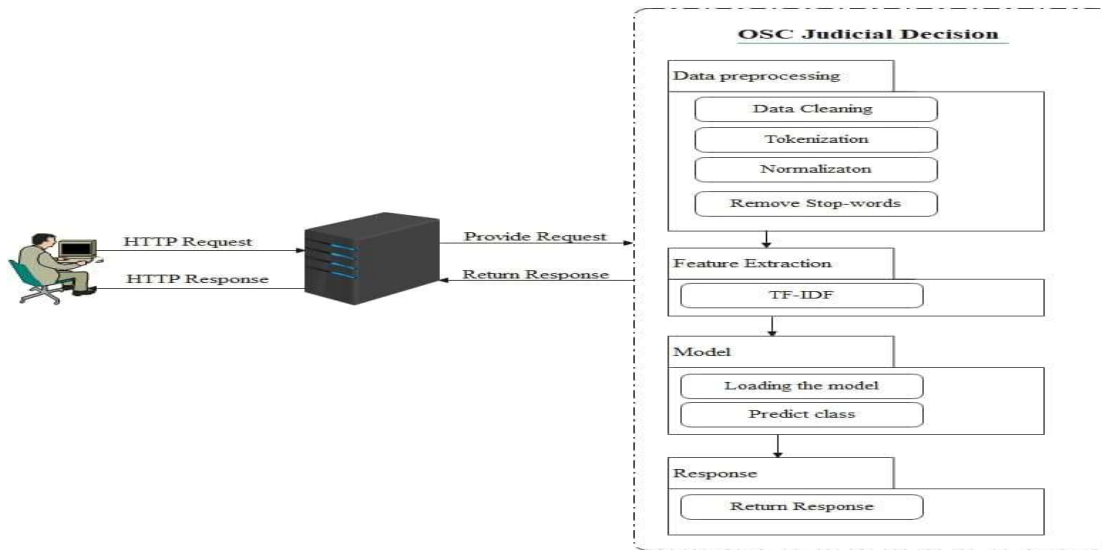 OSC Judicial Decision
Data preprocessing
Data Cleaning
Tokenization
Normalizaton
Remove Stop-words
HTTP Request
Provide Request
HTTP Response
Return Response
Feature Extraction
TF-IDF
Model
Loading the model
Predict class
Response
Return Response